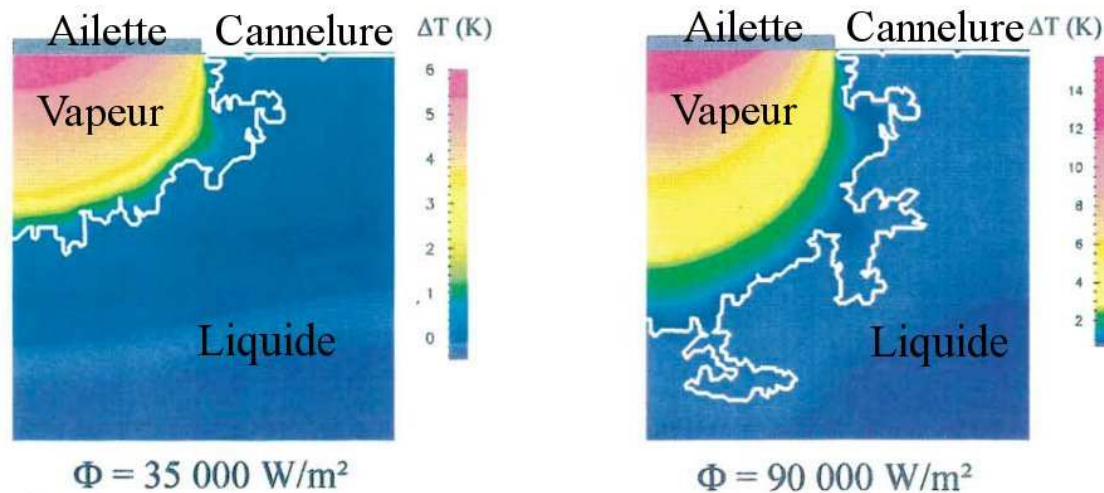 Ailette Cannelure ΔT (K)
6
5
4
3
2
1
0
Vapeur
Liquide
Φ = 35 000 W/m²
Ailette Cannelure ΔT (K)
14
12
10
8
6
4
2
Vapeur
Liquide
Φ = 90 000 W/m²